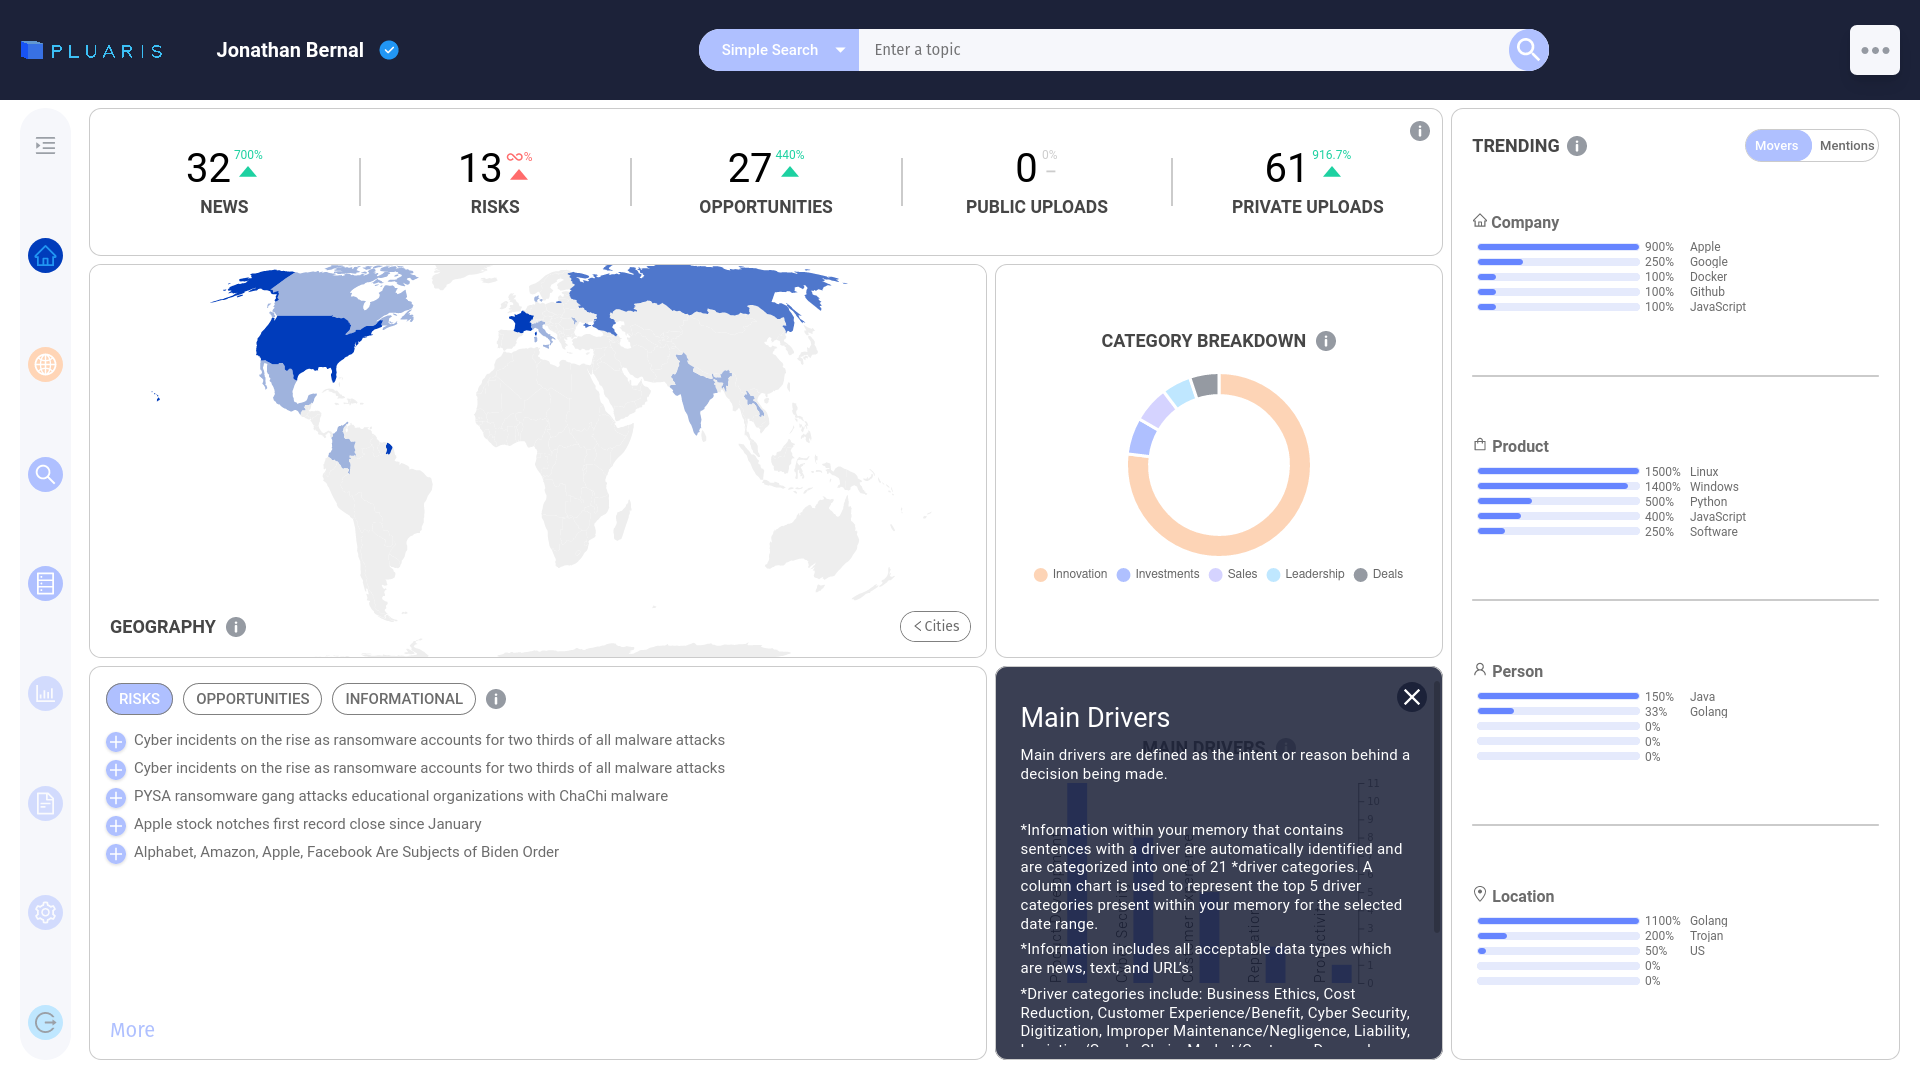 PLUARIS
Jonathan Bernal
Simple Search
Enter a topic
32 700%
NEWS
13 ∞%
RISKS
27 440%
OPPORTUNITIES
0 0%
PUBLIC UPLOADS
61 916.7%
PRIVATE UPLOADS
GEOGRAPHY
< Cities
CATEGORY BREAKDOWN
Innovation Investments Sales Leadership Deals
RISKS OPPORTUNITIES INFORMATIONAL
Cyber incidents on the rise as ransomware accounts for two thirds of all malware attacks
Cyber incidents on the rise as ransomware accounts for two thirds of all malware attacks
PYSA ransomware gang attacks educational organizations with ChaChi malware
Apple stock notches first record close since January
Alphabet, Amazon, Apple, Facebook Are Subjects of Biden Order
More
Main Drivers
MAIN DRIVERS
Main drivers are defined as the intent or reason behind a
decision being made.
*Information within your memory that contains
sentences with a driver are automatically identified and
are categorized into one of 21 *driver categories. A
column chart is used to represent the top 5 driver
categories present within your memory for the selected
date range.
*Information includes all acceptable data types which
are news, text, and URL's.
*Driver categories include: Business Ethics, Cost
Reduction, Customer Experience/Benefit, Cyber Security,
Digitization, Improper Maintenance/Negligence, Liability,
11
10
9
8
3
1
0
TRENDING
Movers Mentions
Company
900% Apple
250% Google
100% Docker
100% Github
100% JavaScript
Product
1500% Linux
1400% Windows
500% Python
400% JavaScript
250% Software
Person
150% Java
33% Golang
0%
0%
0%
Location
1100% Golang
200% Trojan
50% US
0%
0%